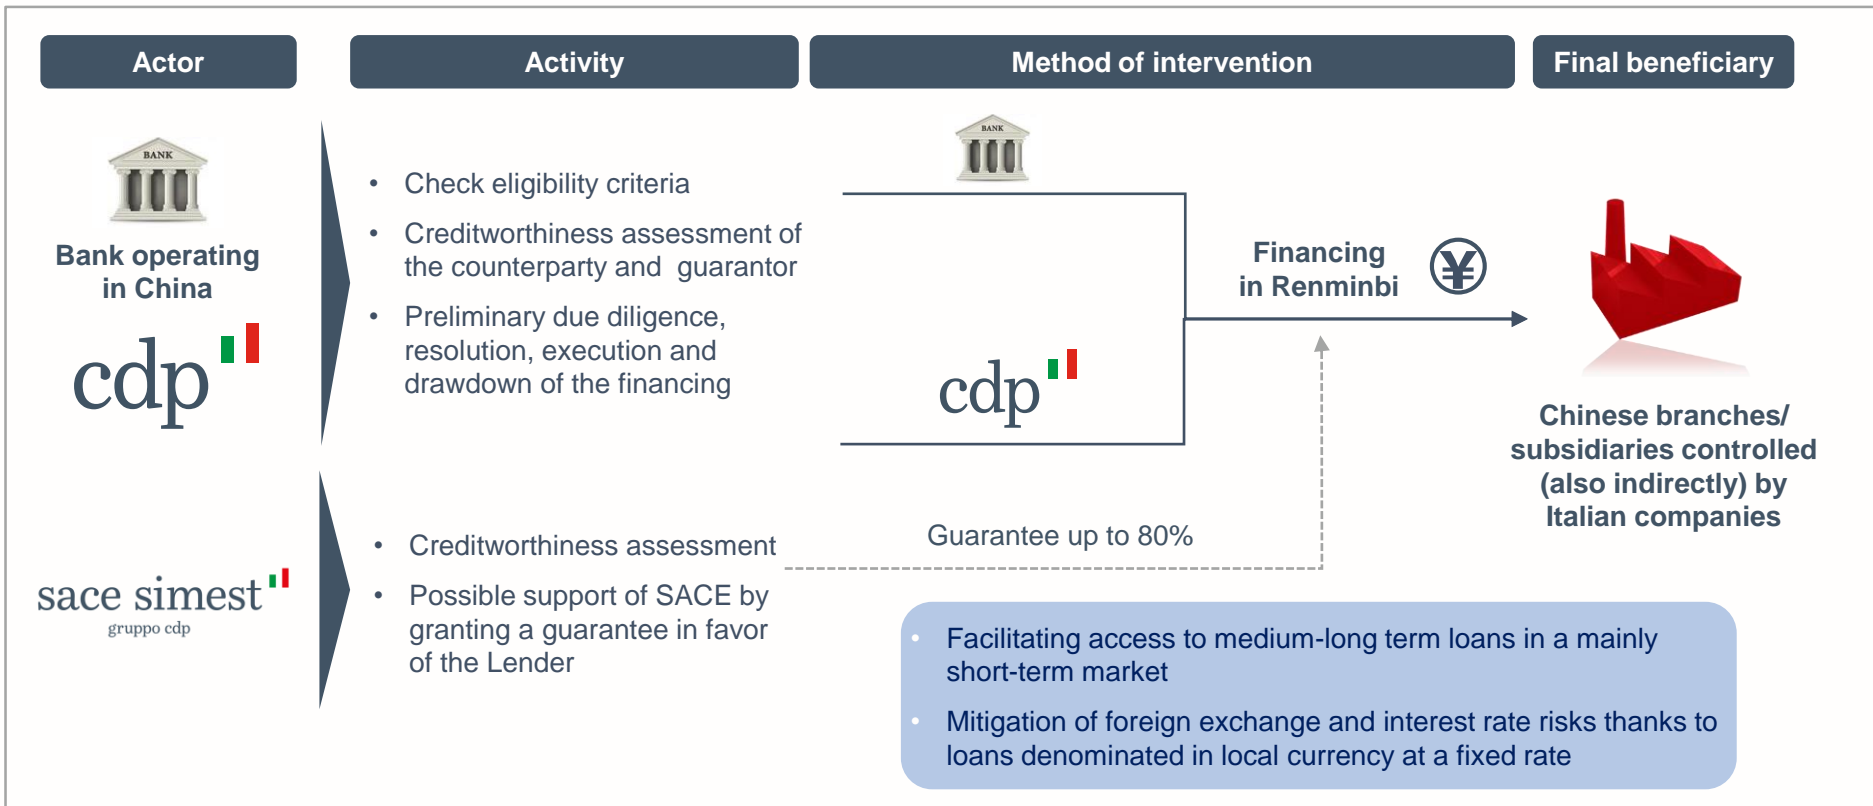 Actor
Activity
Method of intervention
Final beneficiary
BANK
Bank operating
in China
cdp
• Check eligibility criteria
• Creditworthiness assessment of
the counterparty and guarantor
• Preliminary due diligence,
resolution, execution and
drawdown of the financing
BANK
cdp
Financing
in Renminbi
¥
Chinese branches/
subsidiaries controlled
(also indirectly) by
Italian companies
sace simest
gruppo cdp
• Creditworthiness assessment
• Possible support of SACE by
granting a guarantee in favor
of the Lender
Guarantee up to 80%
• Facilitating access to medium-long term loans in a mainly
short-term market
• Mitigation of foreign exchange and interest rate risks thanks to
loans denominated in local currency at a fixed rate